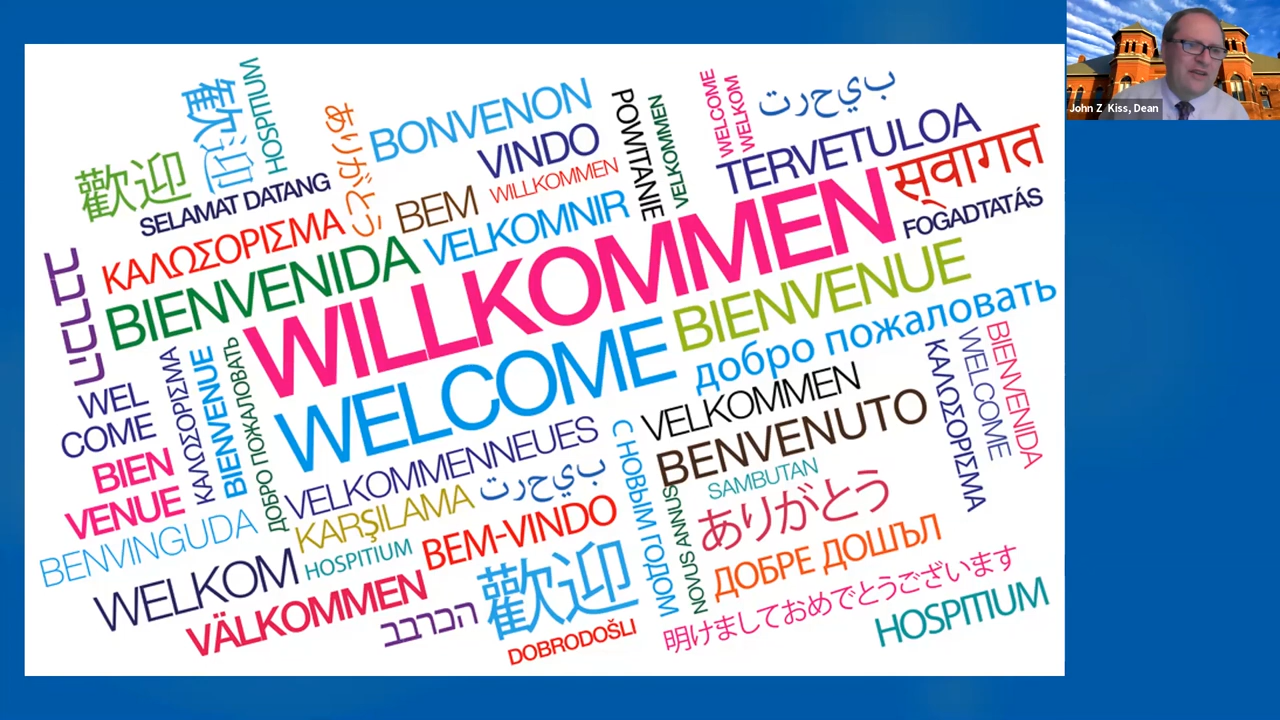 John Z Kiss, Dean
歡迎
歡迎
HOSPITIUM
ありがとう
BONVENON
VINDO
WILLKOMMEN
POWITANIE
VELKOMMEN
WELCOME
WELKOM
ب ي ح ر ت
TERVETULOA
स्वागत
SELAMAT DATANG
BEM
VELKOMNIR
FOGADTATÁS
ΚΑΛΩΣΟΡΙΣΜΑ
BIENVENIDA
WILLKOMMEN
BIENVENUE
добро пожаловать
הברבב
WEL
COME
BIEN
VENUE
ΚΑΛΩΣΟΡΙΣΜΑ
BIENVENUE
ДОБРО ПОЖАЛОВАТЬ
WELCOME
VELKOMMEN
BENVENUTO
SAMBUTAN
ΚΑΛΩΣΟΡΙΣΜΑ
WELCOME
BIENVENIDA
VELKOMMENNEUES
KARŞILAMA
ب ي ح ر ت
С НОВЫМ ГОДОМ
NOVUS ANNUS
ありがとう
BENVINGUDA
WELKOM
HOSPITIUM
BEM-VINDO
ДОБРЕ ДОШЪЛ
VÄLKOMMEN
הברבב
歡迎
DOBRODOŠLI
明けましておめでとうございます
HOSPITIUM